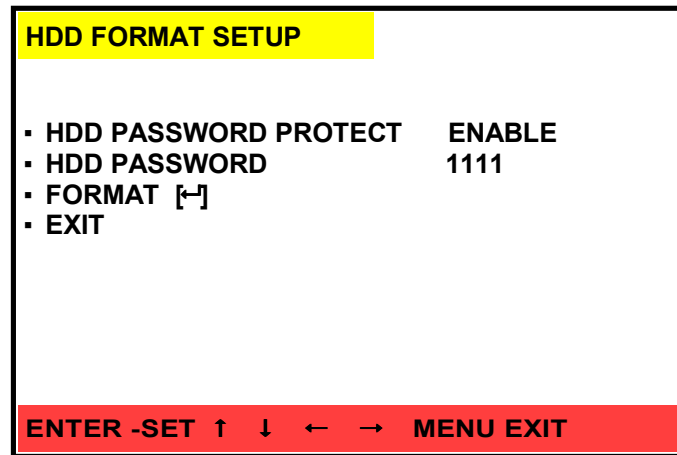 HDD FORMAT SETUP
▪ HDD PASSWORD PROTECT ENABLE
▪ HDD PASSWORD 1111
▪ FORMAT [↵]
▪ EXIT
ENTER -SET ↑ ↓ ← → MENU EXIT